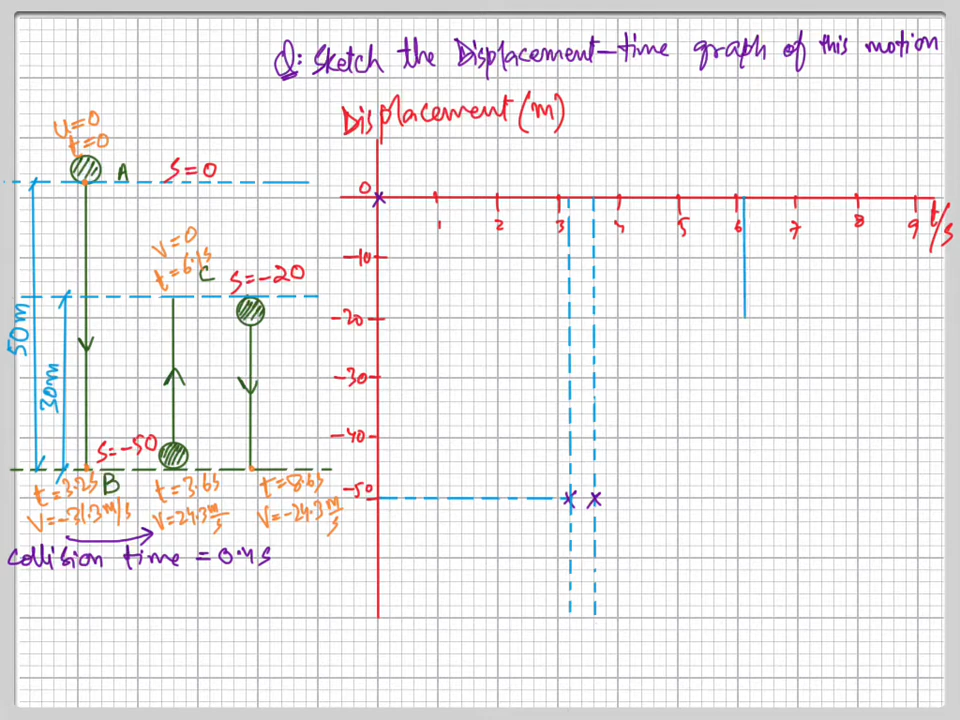 Q: Sketch the Displacement-time graph of this motion
Displacement (m)
u=0
t=0
A
S=0
0
1
2
3
4
5
6
7
8
9
t/s
V=0
t=6.1s
C
S=-20
-10
-20
-30
-40
-50
50m
30m
S=-50
B
t=3.2s
V=-31.3m/s
t=3.6s
V=24.3m/s
t=8.6s
V=-24.3m/s
Collision time = 0.4s